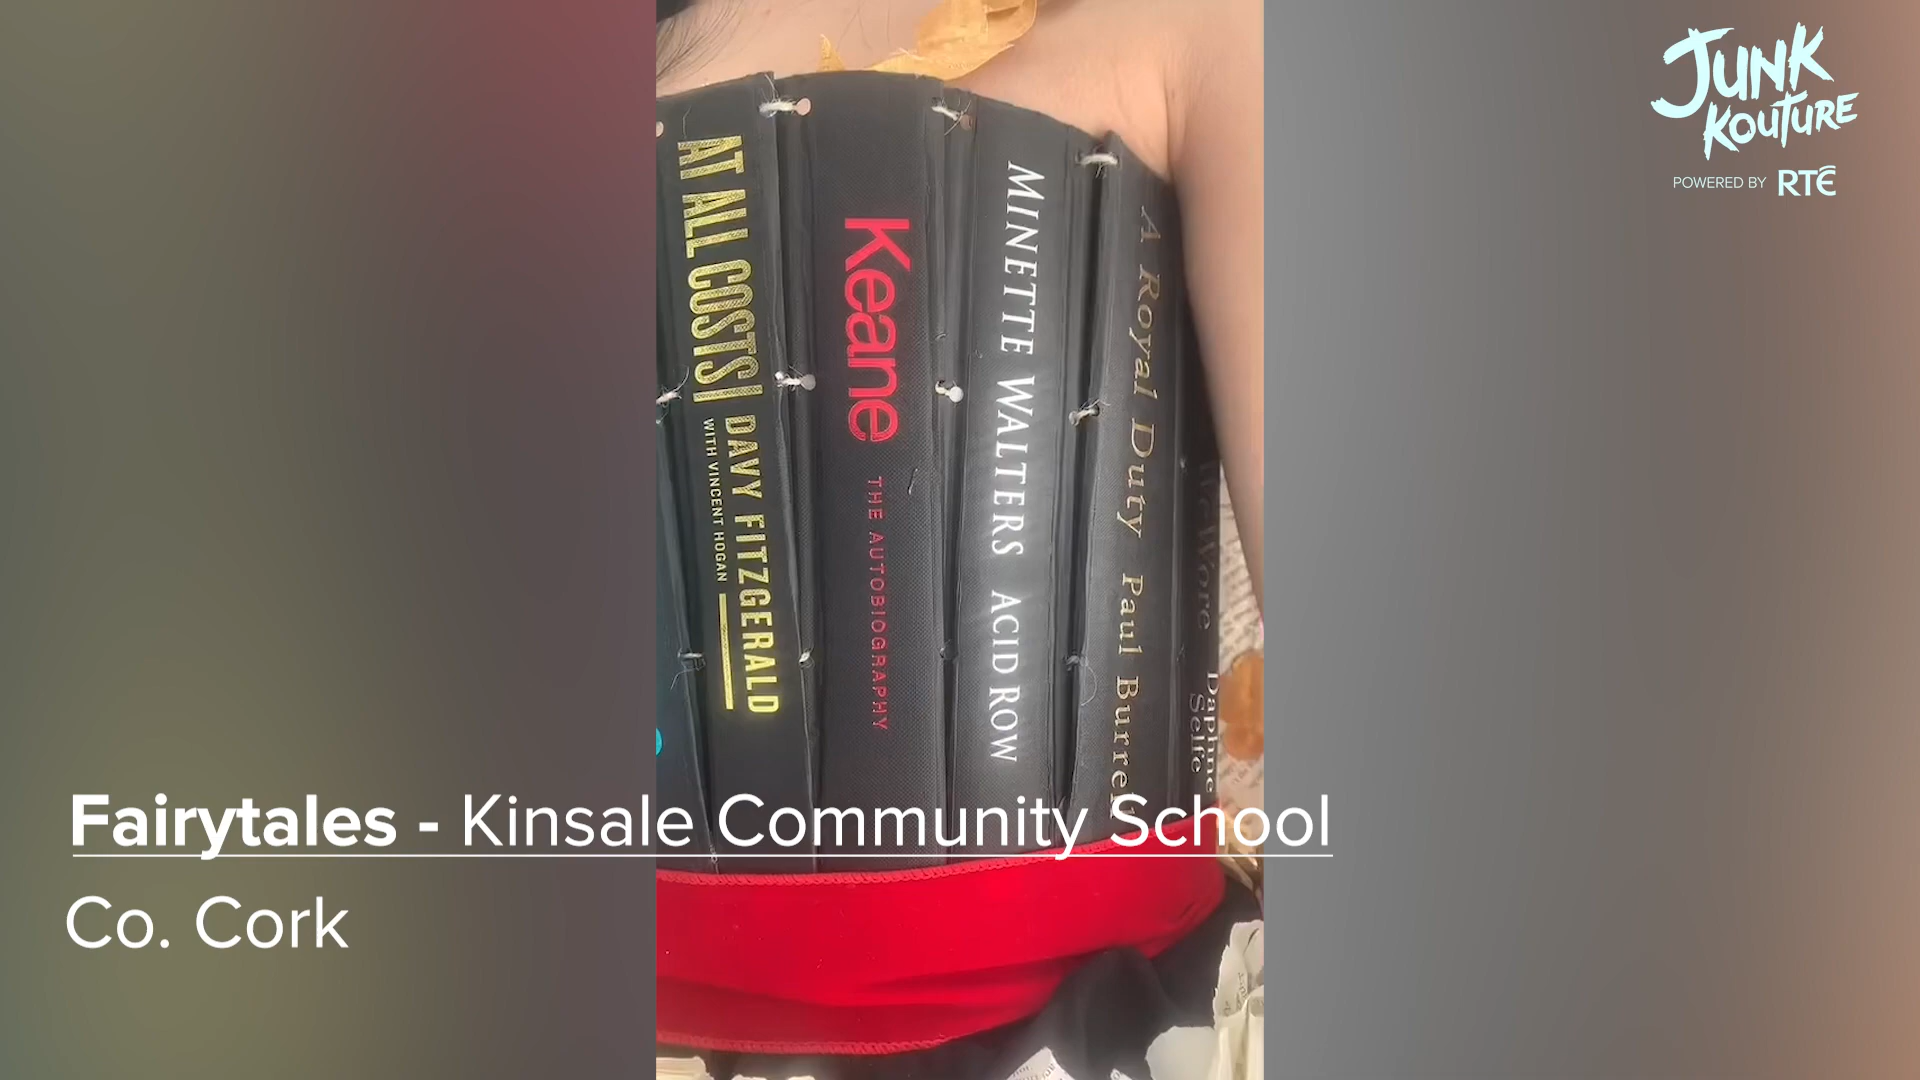 JUNK
KOUTURE
POWERED BY RTÉ
AT ALL COSTS
DAVY FITZGERALD
WITH VINCENT HOGAN
Keane
THE AUTOBIOGRAPHY
MINETTE WALTERS ACID ROW
A Royal Duty Paul Burrell
Wore
Daphne
Selfe
Fairytales - Kinsale Community School
Co. Cork